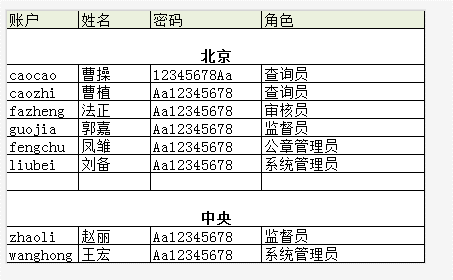 账户 姓名 密码 角色
北京
caocao 曹操 12345678Aa 查询员
caozhi 曹植 Aa12345678 查询员
fazheng 法正 Aa12345678 审核员
guojia 郭嘉 Aa12345678 监督员
fengchu 凤雏 Aa12345678 公章管理员
liubei 刘备 Aa12345678 系统管理员
中央
zhaoli 赵丽 Aa12345678 监督员
wanghong 王宏 Aa12345678 系统管理员